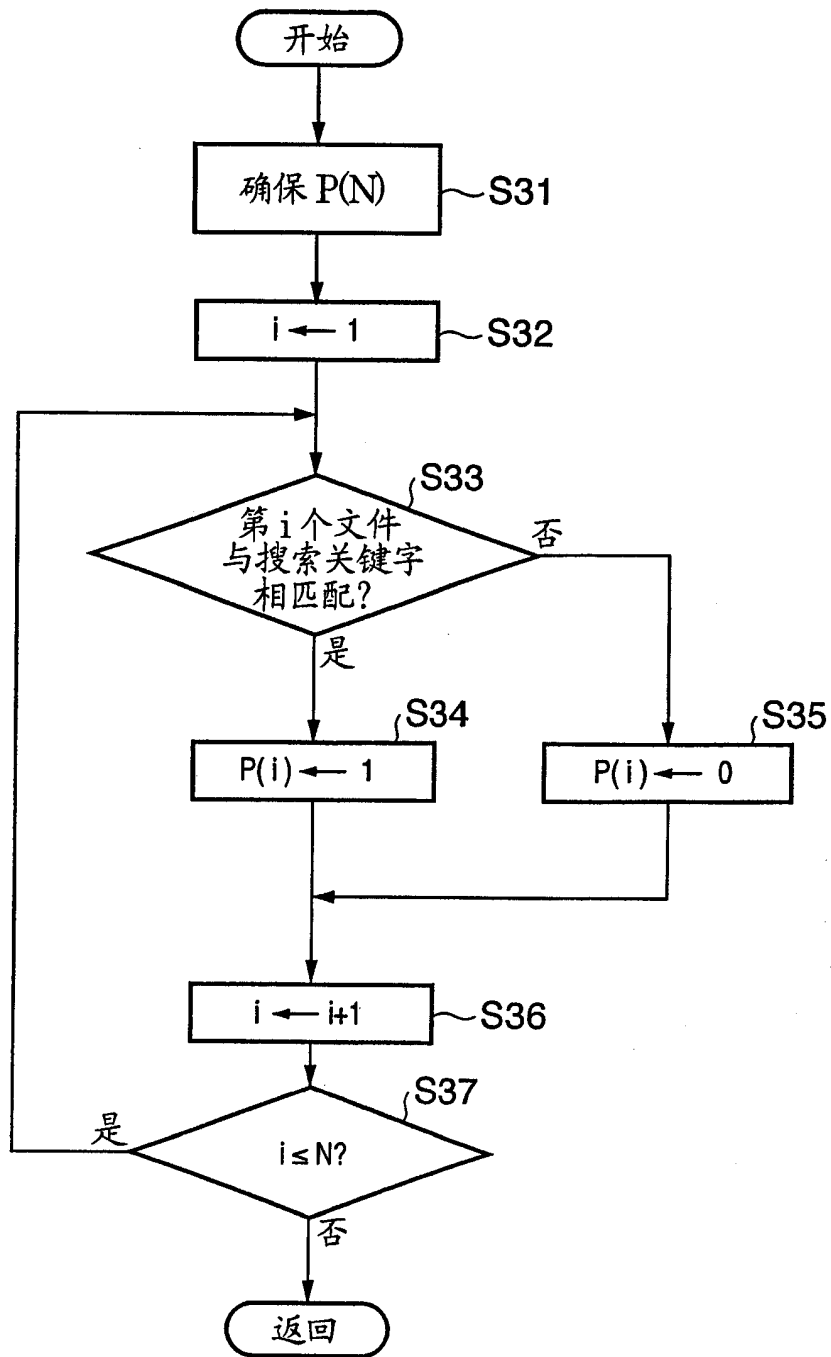 开始
确保 P(N)
S31
i ← 1
S32
S33
第 i 个文件
与搜索关键字
相匹配?
否
是
S34
P(i) ← 1
S35
P(i) ← 0
i ← i+1
S36
S37
是
i ≤ N?
否
返回